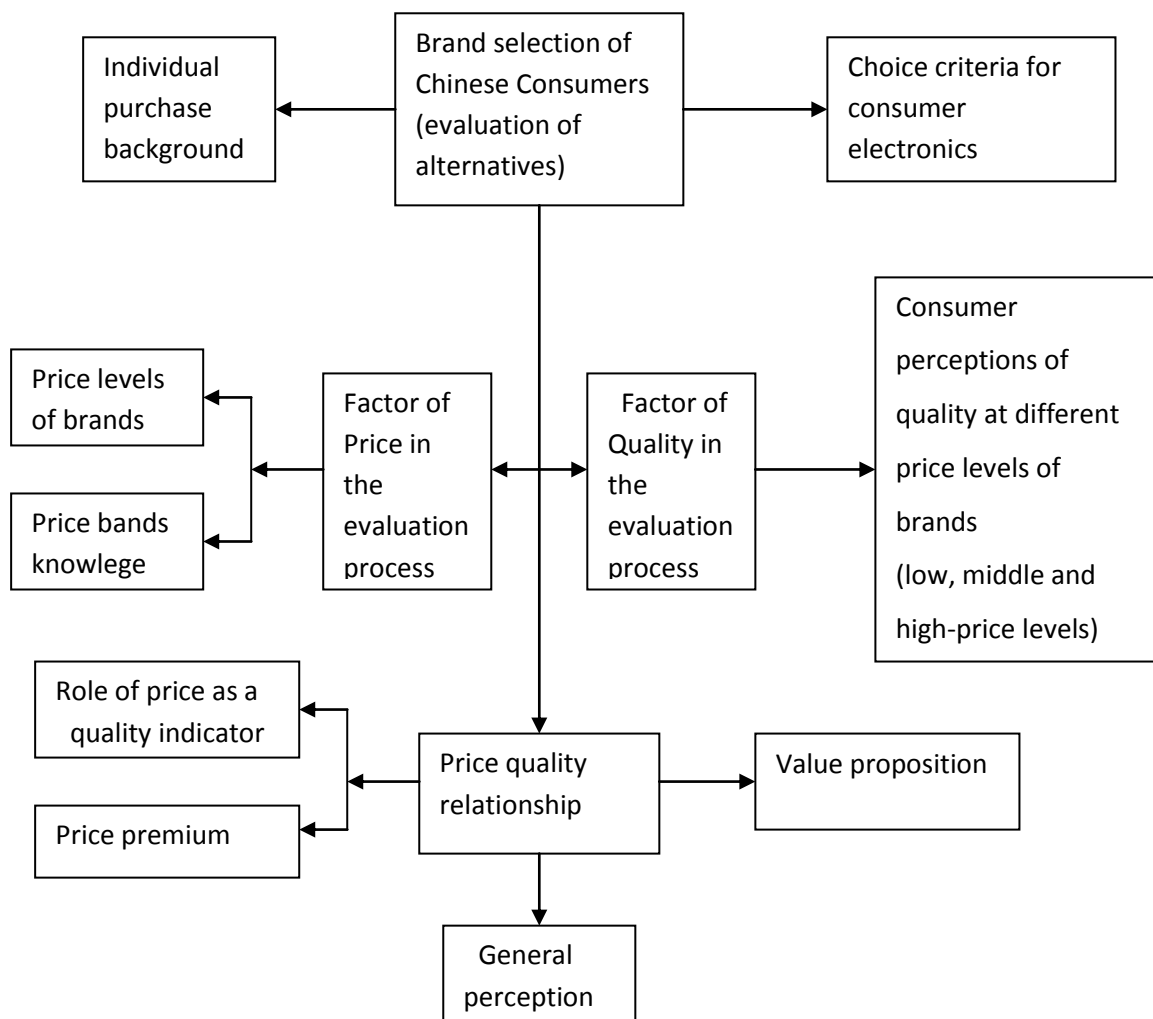 Individual
purchase
background
Brand selection of
Chinese Consumers
(evaluation of
alternatives)
Choice criteria for
consumer
electronics
Price levels
of brands
Price bands
knowlege
Factor of
Price in
the
evaluation
process
Factor of
Quality in
the
evaluation
process
Consumer
perceptions of
quality at different
price levels of
brands
(low, middle and
high-price levels)
Role of price as a
quality indicator
Price premium
Price quality
relationship
Value proposition
General
perception